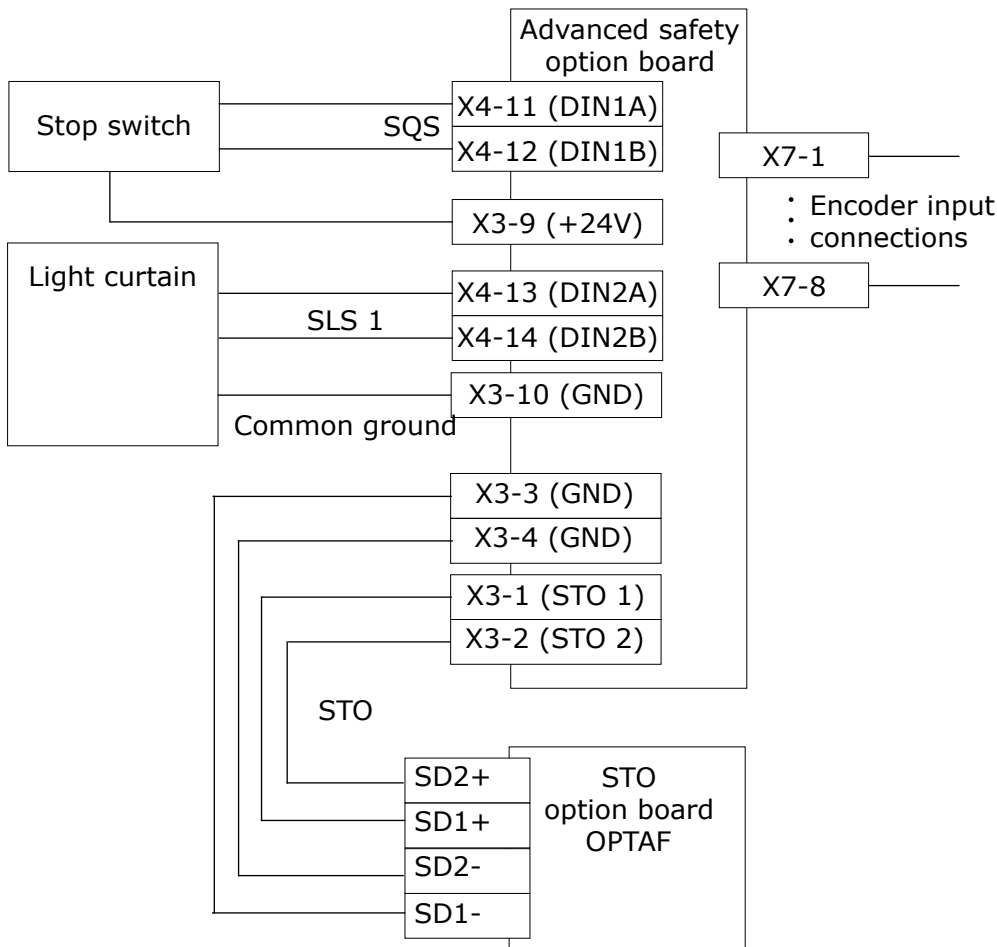 Advanced safety
option board
Stop switch
SQS
X4-11 (DIN1A)
X4-12 (DIN1B)
X7-1
X3-9 (+24V)
Encoder input
connections
Light curtain
X4-13 (DIN2A)
X7-8
SLS 1
X4-14 (DIN2B)
X3-10 (GND)
Common ground
X3-3 (GND)
X3-4 (GND)
X3-1 (STO 1)
X3-2 (STO 2)
STO
SD2+
SD1+
SD2-
SD1-
STO
option board
OPTAF